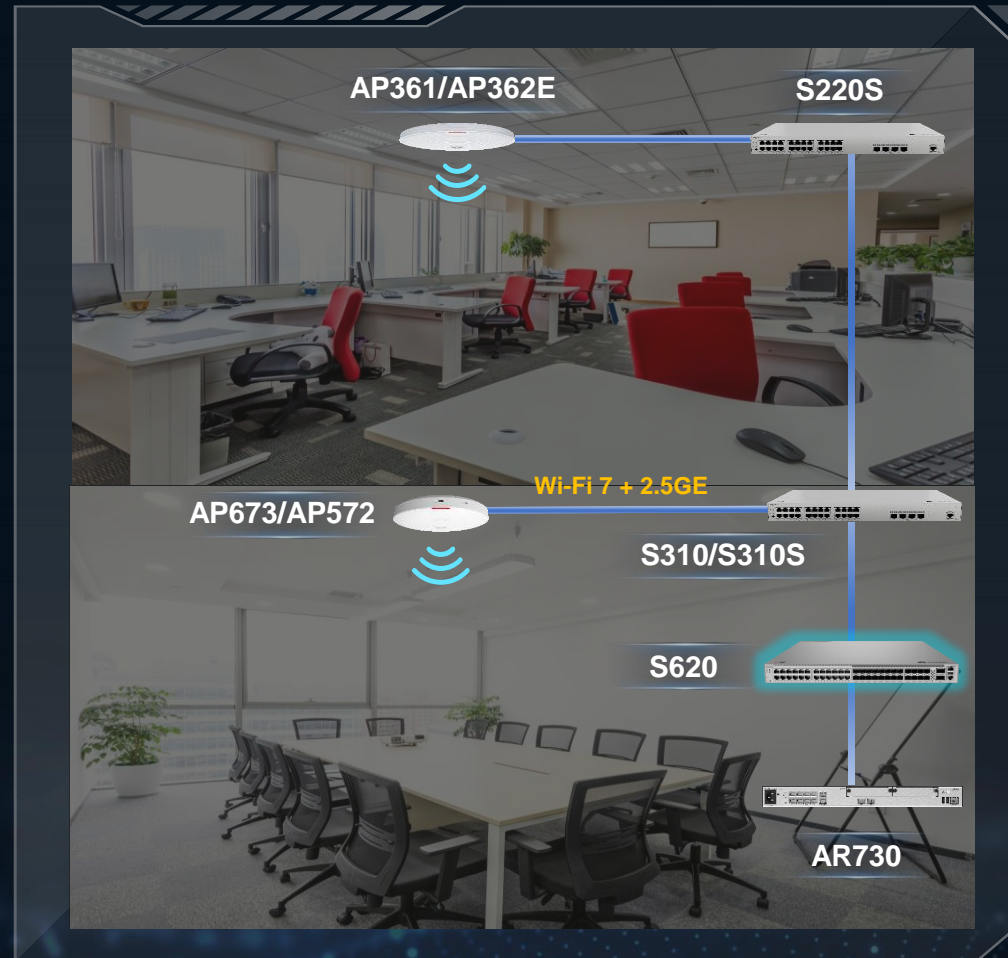 AP361/AP362E
S220S
Wi-Fi 7 + 2.5GE
AP673/AP572
S310/S310S
S620
AR730